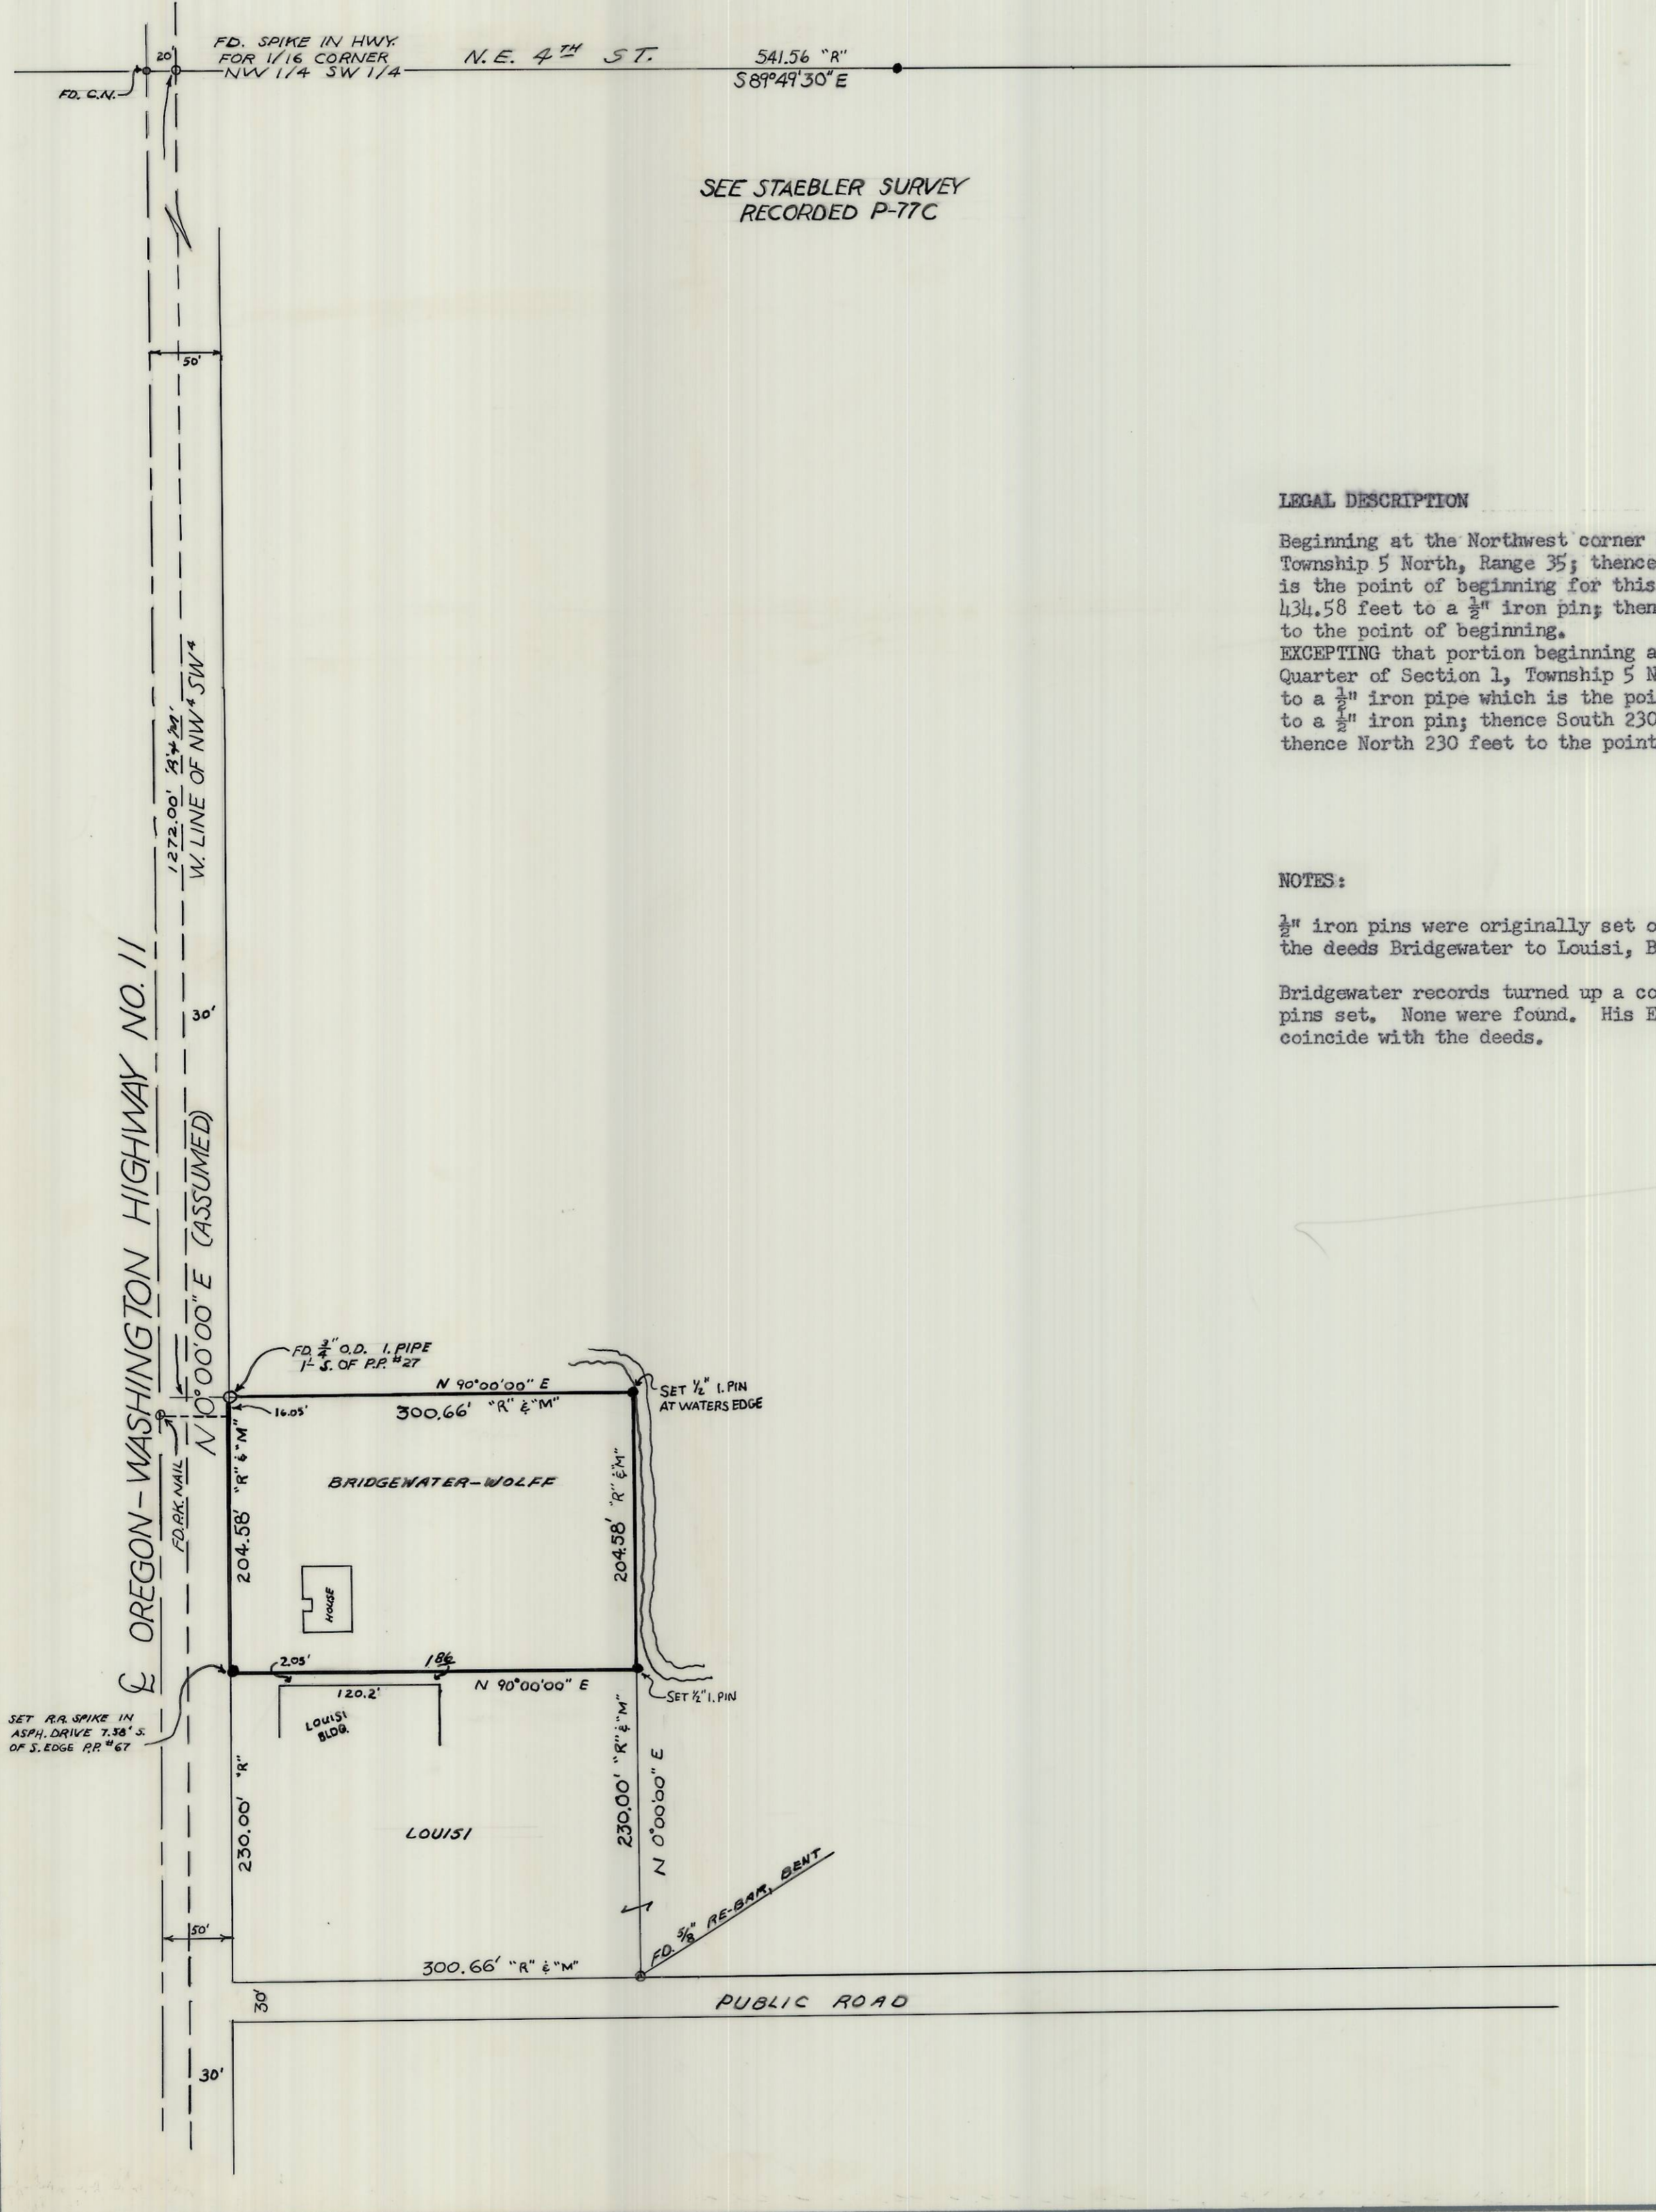 FD. SPIKE IN HWY.
FOR 1/16 CORNER
NW 1/4 SW 1/4
20'
FD. C.N.
N.E. 4TH ST.
541.56 "R"
S 89°49'30" E
SEE STAEBLER SURVEY
RECORDED P-77C
50'
LEGAL DESCRIPTION
Beginning at the Northwest corner
Township 5 North, Range 35; thence
is the point of beginning for this
434.58 feet to a ½" iron pin; then
to the point of beginning.
EXCEPTING that portion beginning a
Quarter of Section 1, Township 5 N
to a ½" iron pipe which is the poi
to a ½" iron pin; thence South 230
thence North 230 feet to the point
1272.00' "R" & "M"
W. LINE OF NW⁴ SW⁴
NOTES:
½" iron pins were originally set o
the deeds Bridgewater to Louisi, B
Bridgewater records turned up a co
pins set. None were found. His E
coincide with the deeds.
30'
℄ OREGON-WASHINGTON HIGHWAY NO. 11
N 0°00'00" E (ASSUMED)
FD. ¾" O.D. I. PIPE
1'- S. OF P.P. #27
N 90°00'00" E
300.66' "R" & "M"
16.05'
SET ½" I. PIN
AT WATERS EDGE
FD. P.K. NAIL
204.58' "R" & "M"
BRIDGEWATER-WOLFF
204.58' "R" & "M"
HOUSE
2.05'
1.86
120.2'
N 90°00'00" E
LOUISI
BLDG.
SET ½" I. PIN
SET R.R. SPIKE IN
ASPH. DRIVE 7.58' S.
OF S. EDGE P.P. #67
230.00' "R"
230.00' "R" & "M"
N 0°00'00" E
LOUISI
FD. 5/8" RE-BAR, BENT
50'
300.66' "R" & "M"
30'
PUBLIC ROAD
30'